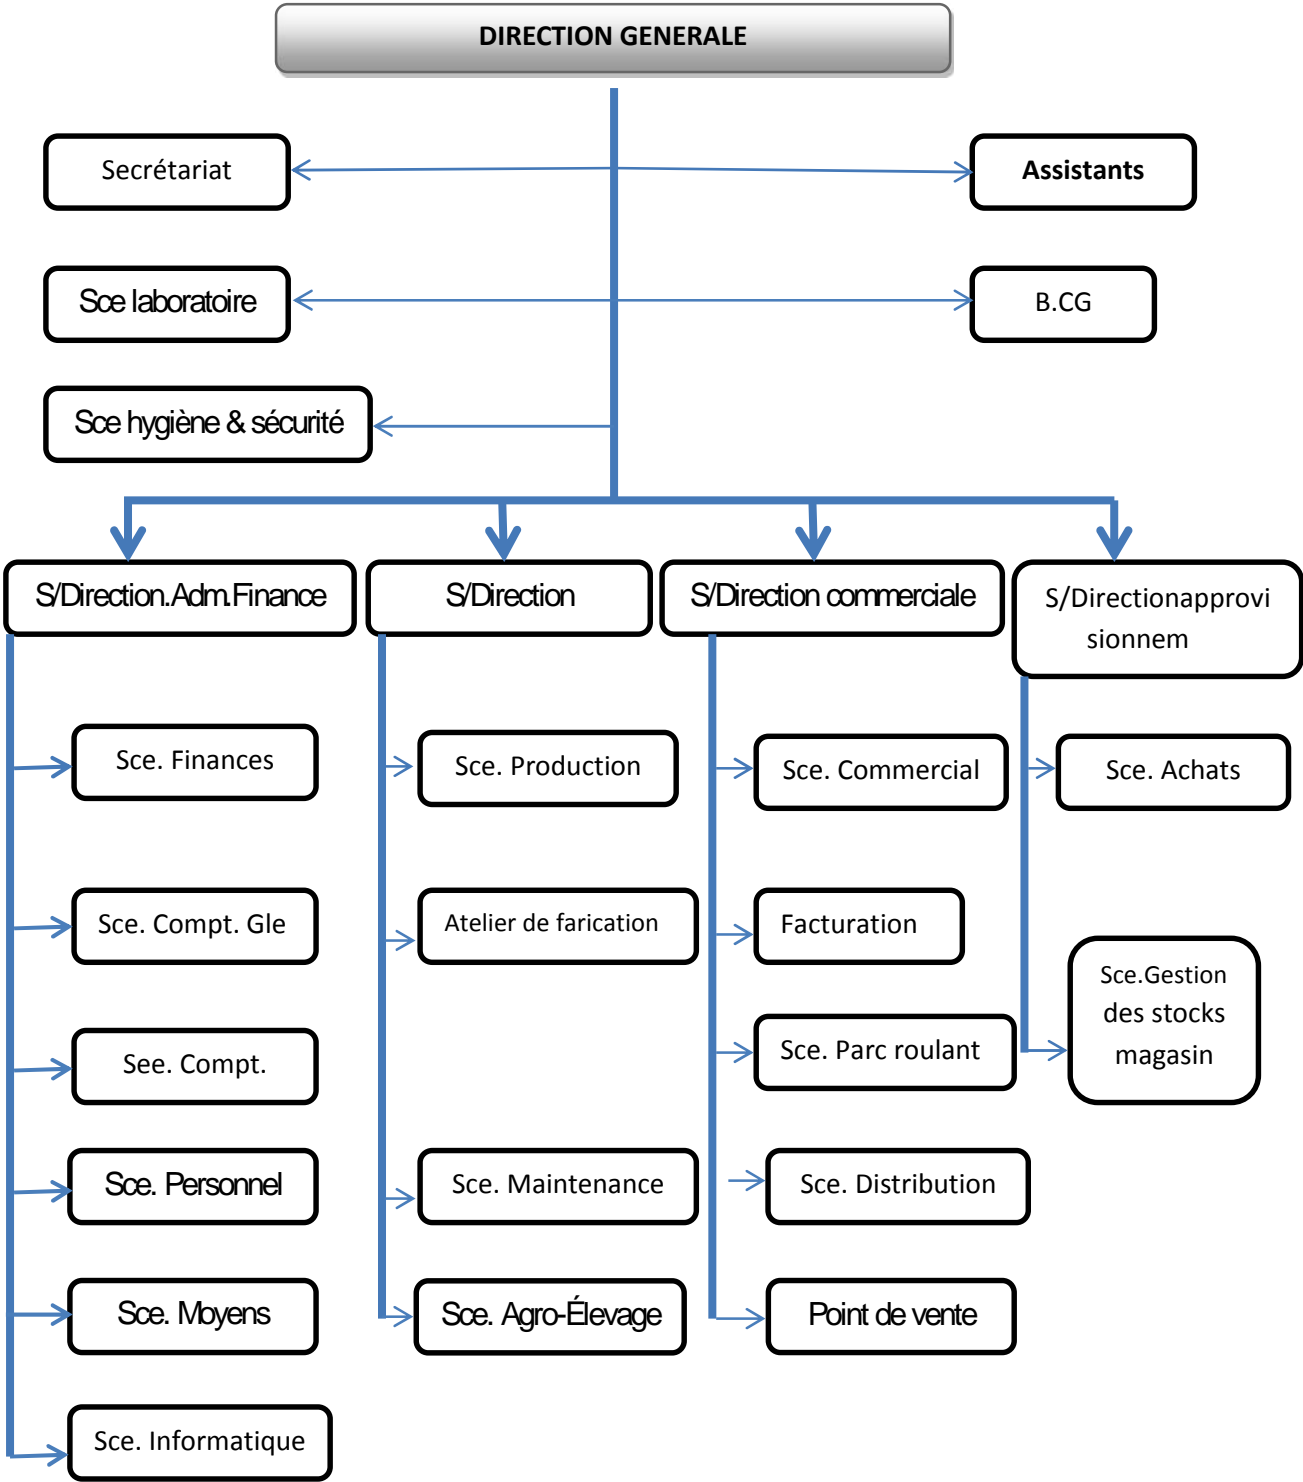 DIRECTION GENERALE
Secrétariat
Assistants
Sce laboratoire
B.CG
Sce hygiène & sécurité
S/Direction.Adm.Finance
S/Direction
S/Direction commerciale
S/Directionapprovi
sionnem
Sce. Finances
Sce. Production
Sce. Commercial
Sce. Achats
Sce. Compt. Gle
Atelier de farication
Facturation
Sce.Gestion
des stocks
magasin
See. Compt.
Sce. Parc roulant
Sce. Personnel
Sce. Maintenance
Sce. Distribution
Sce. Moyens
Sce. Agro-Élevage
Point de vente
Sce. Informatique